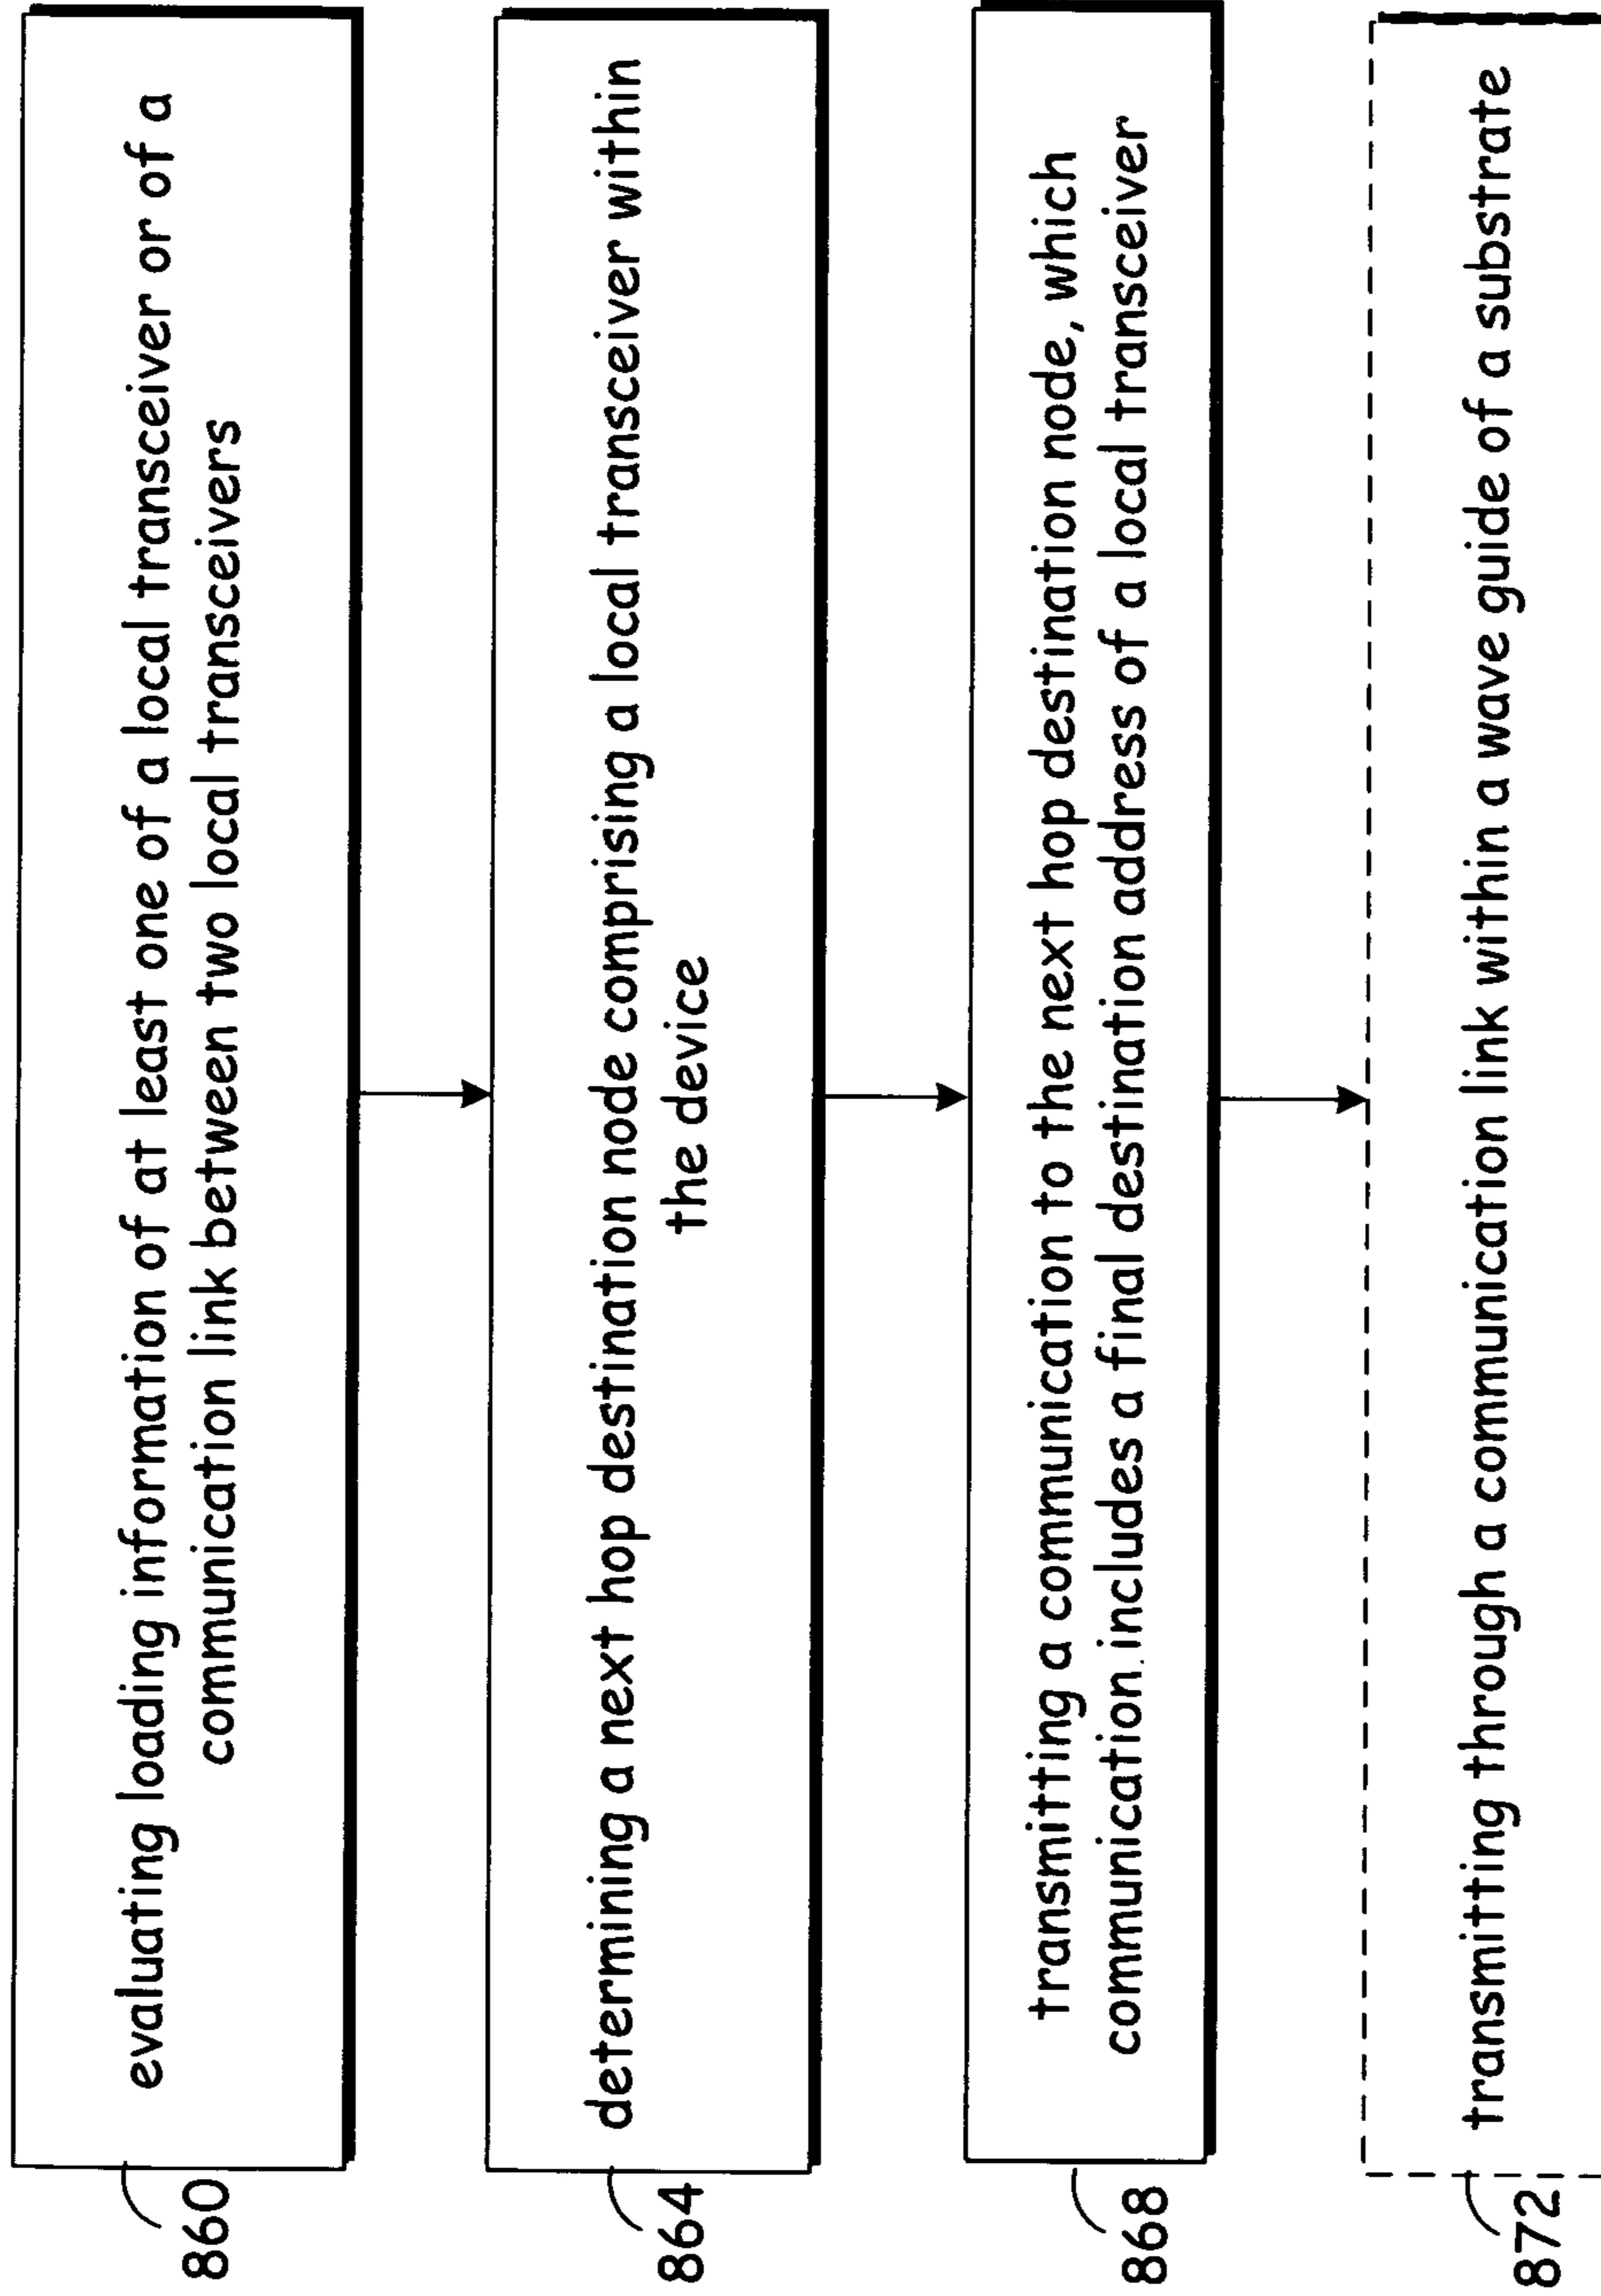 evaluating loading information of at least one of a local transceiver or of a
communication link between two local transceivers
860
determining a next hop destination node comprising a local transceiver within
the device
864
transmitting a communication to the next hop destination node, which
communication includes a final destination address of a local transceiver
868
transmitting through a communication link within a wave guide of a substrate
872